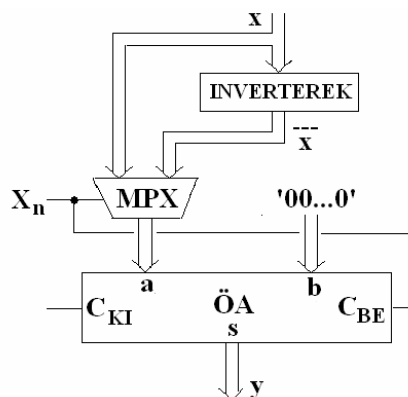 x
INVERTEREK
x
MPX
Xn
'00...0'
a
b
CKI
ÖA
CBE
s
y